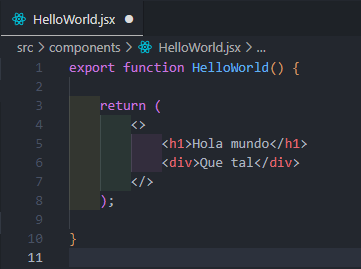 HelloWorld.jsx
src > components > HelloWorld.jsx > ...
1 export function HelloWorld() {
2
3     return (
4         <>
5             <h1>Hola mundo</h1>
6             <div>Que tal</div>
7         </>
8     );
9
10 }
11